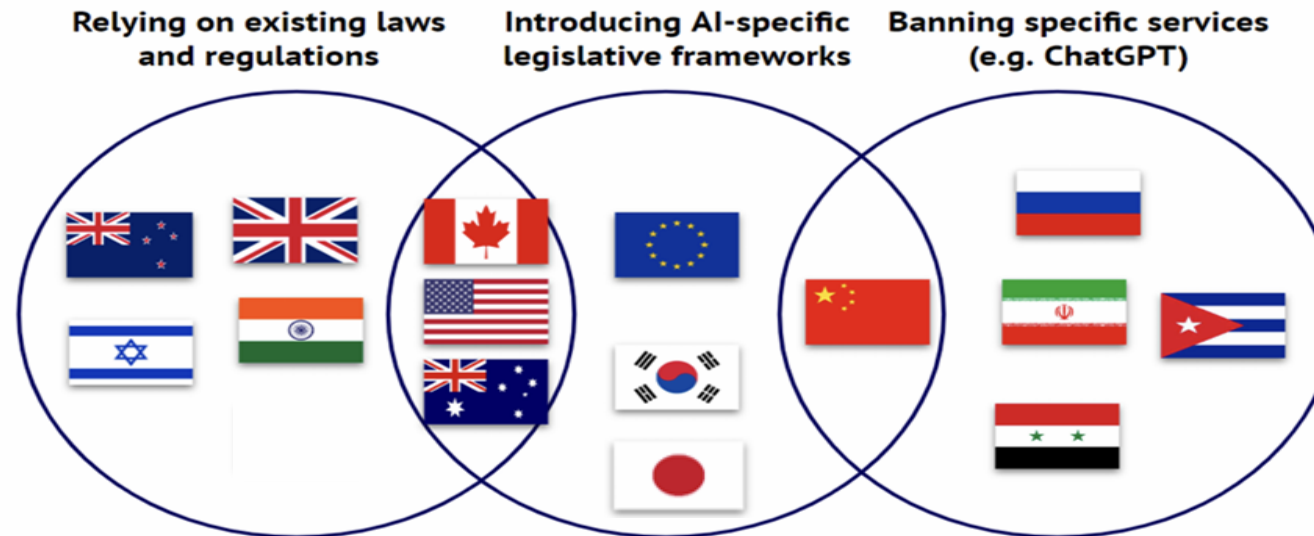 Relying on existing laws
and regulations
Introducing AI-specific
legislative frameworks
Banning specific services
(e.g. ChatGPT)